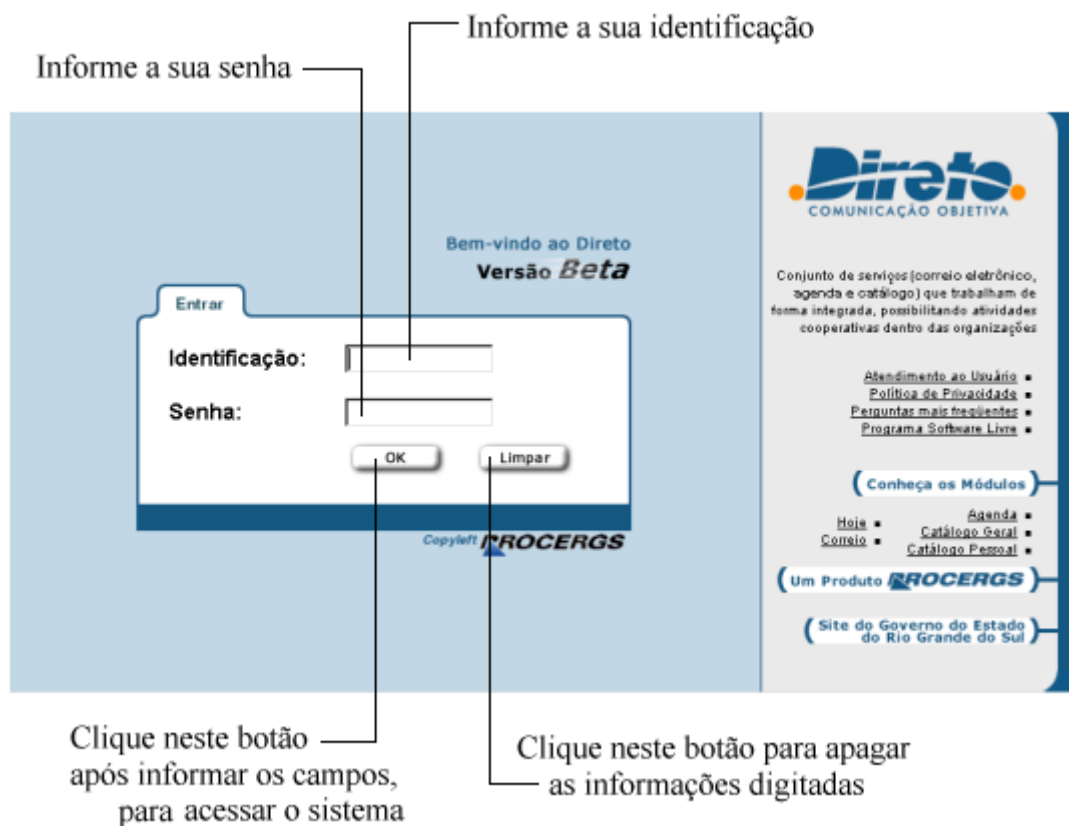 Informe a sua identificação
Informe a sua senha
Bem-vindo ao Direto
Versão Beta
Entrar
Identificação:
Senha:
OK
Limpar
Copyleft PROCERGS
Direto
COMUNICAÇÃO OBJETIVA
Conjunto de serviços (correio eletrônico,
agenda e catálogo) que trabalham de
forma integrada, possibilitando atividades
cooperativas dentro das organizações
Atendimento ao Usuário
Política de Privacidade
Perguntas mais freqüentes
Programa Software Livre
Conheça os Módulos
Hoje
Correio
Agenda
Catálogo Geral
Catálogo Pessoal
Um Produto PROCERGS
Site do Governo do Estado
do Rio Grande do Sul
Clique neste botão
após informar os campos,
para acessar o sistema
Clique neste botão para apagar
as informações digitadas